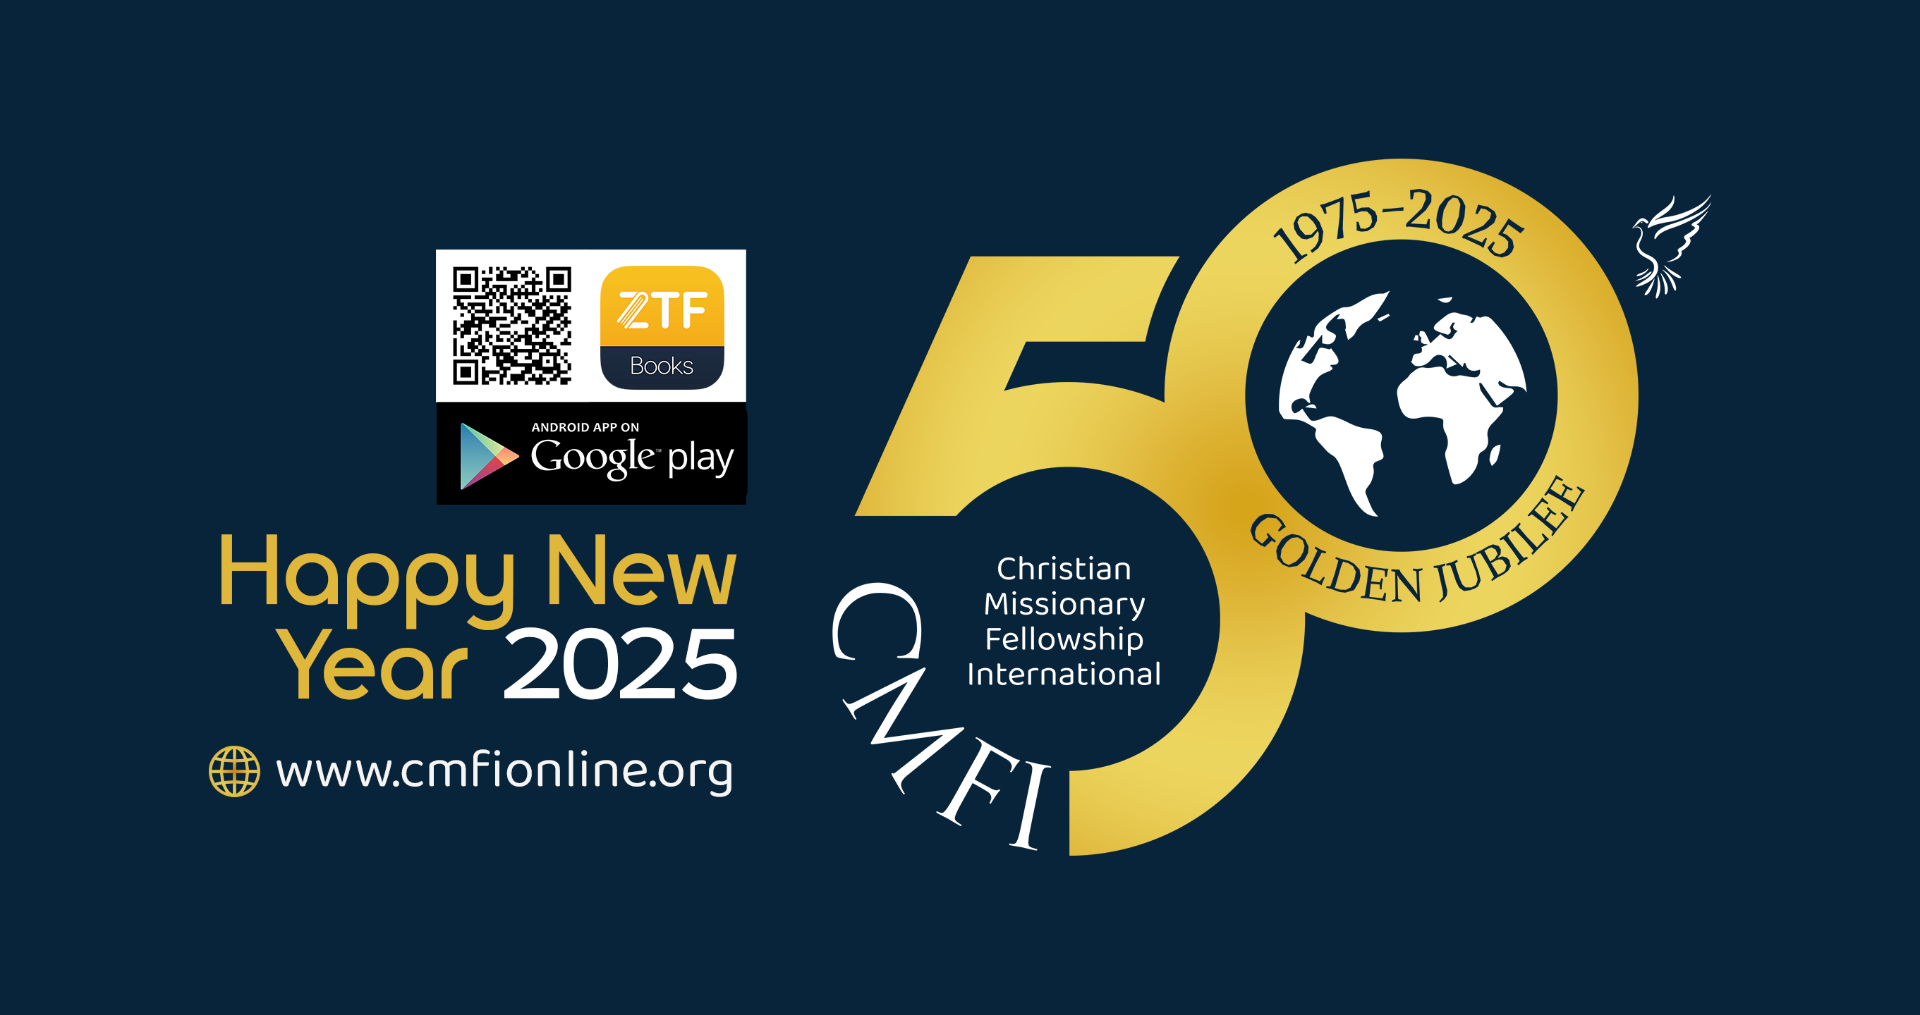 ZTF
Books
ANDROID APP ON
Google™ play
Happy New
Year 2025
www.cmfionline.org
1975-2025
GOLDEN JUBILEE
Christian
Missionary
Fellowship
International
CMFI